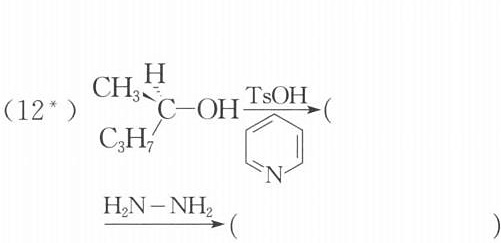 (12*) CH₃ H C₃H₇ C—OH TsOH N (
H₂N—NH₂ ( )